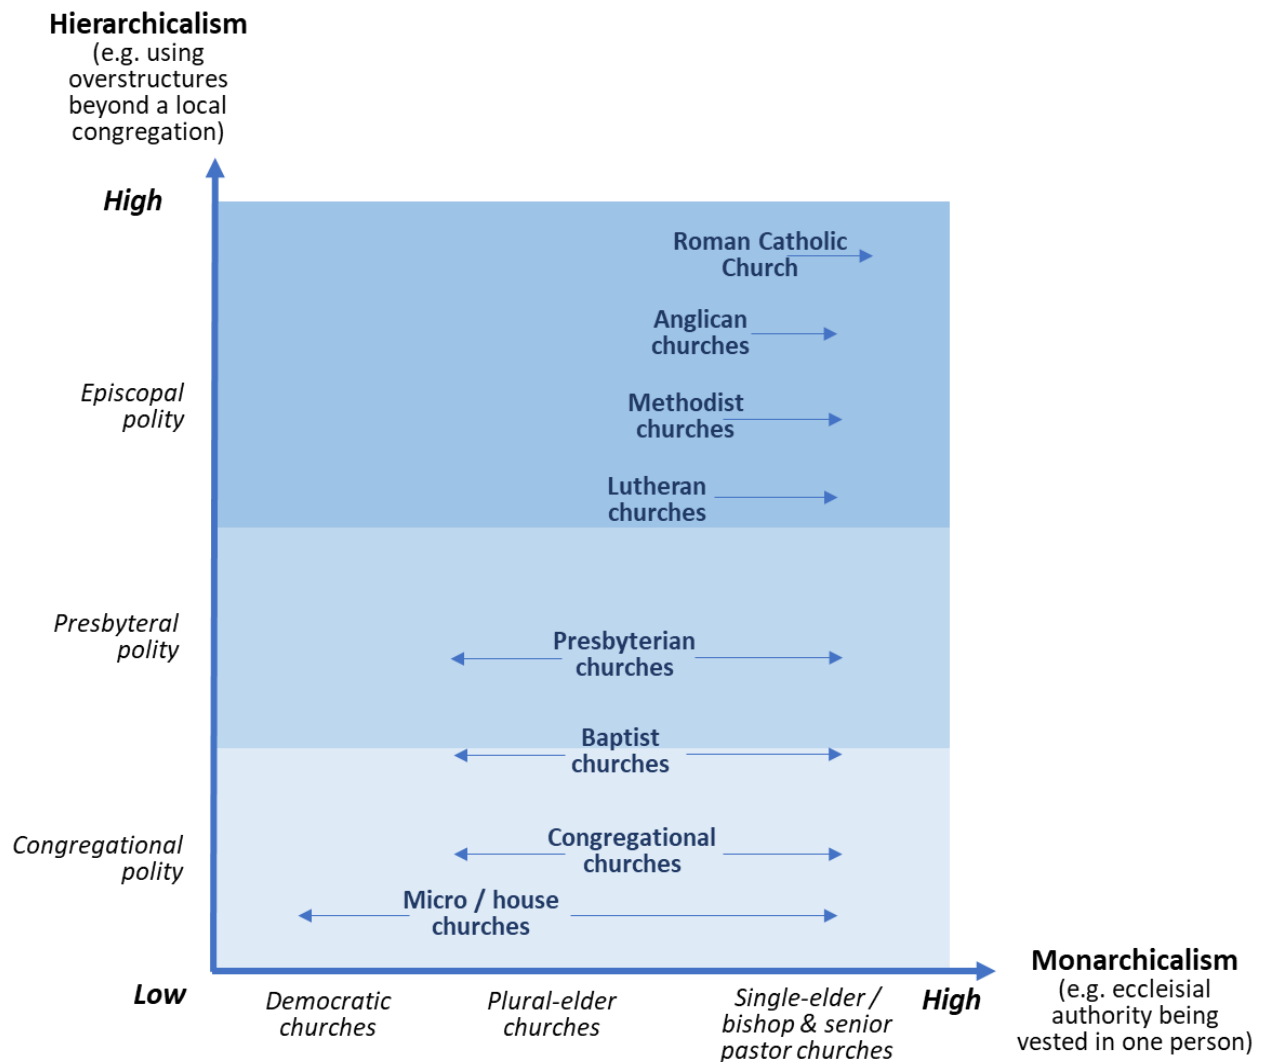 Hierarchicalism
(e.g. using
overstructures
beyond a local
congregation)
High
Roman Catholic
Church
Anglican
churches
Episcopal
polity
Methodist
churches
Lutheran
churches
Presbyteral
polity
Presbyterian
churches
Baptist
churches
Congregational
polity
Congregational
churches
Micro / house
churches
Low
Democratic
churches
Plural-elder
churches
Single-elder /
bishop & senior
pastor churches
High
Monarchicalism
(e.g. eccleisial
authority being
vested in one person)